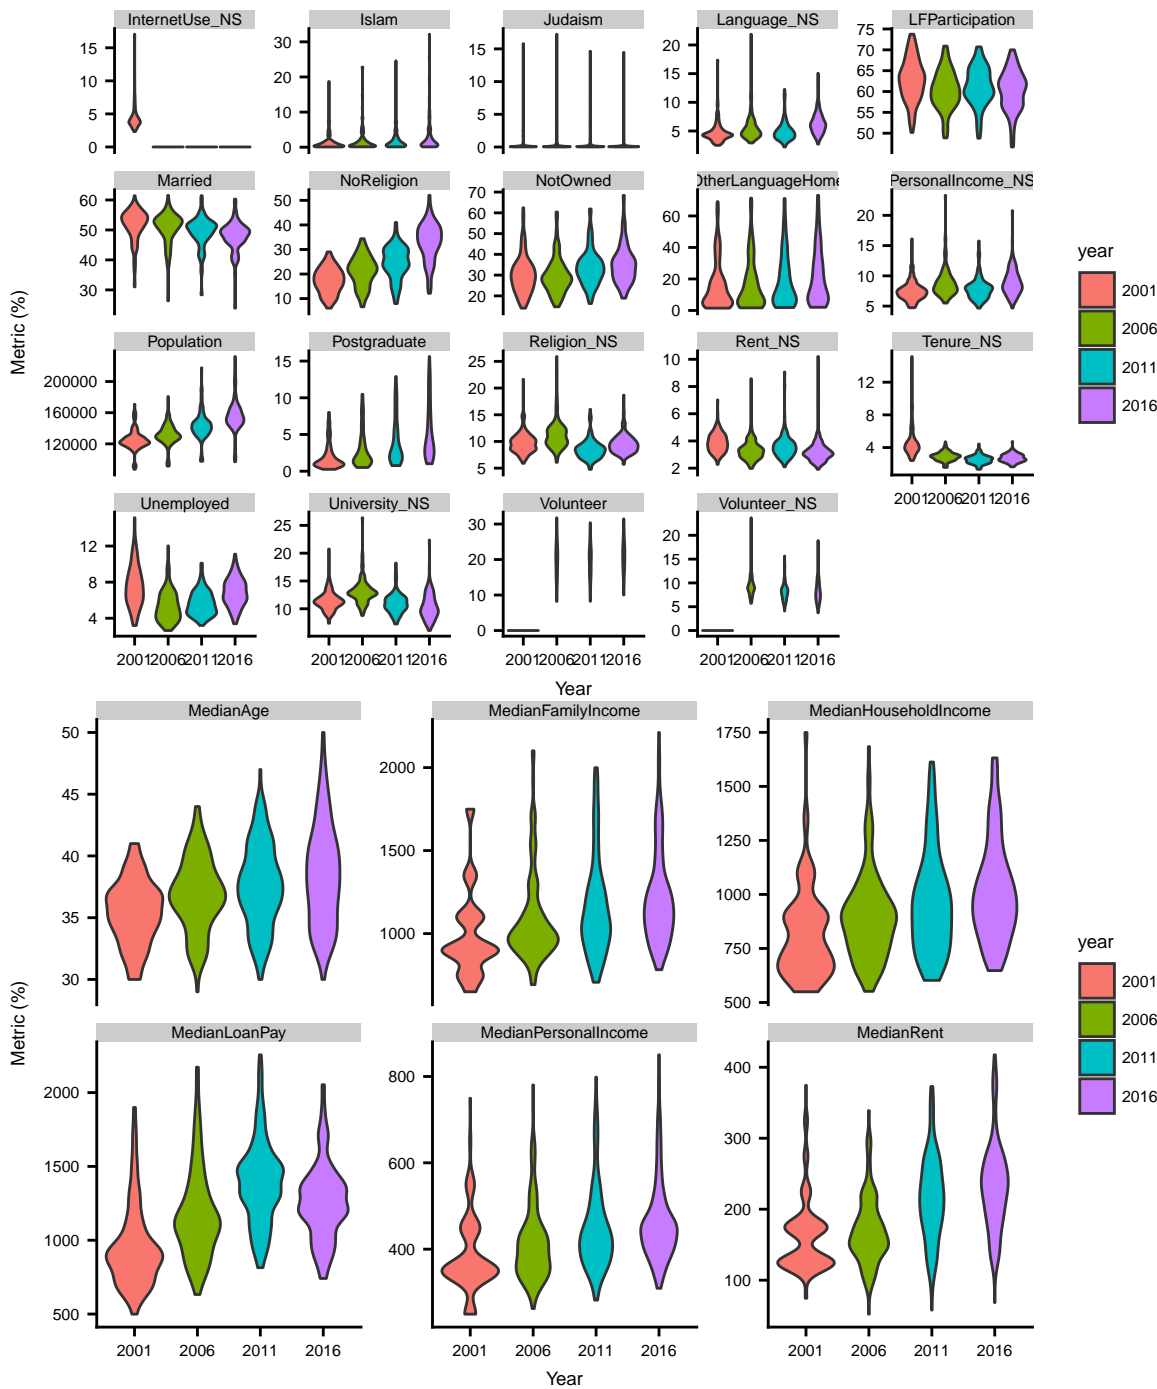 InternetUse_NS Islam Judaism Language_NS LFParticipation
15 10 5 0
30 20 10 0
15 10 5 0
20 15 10 5
75 70 65 60 55 50
Married NoReligion NotOwned OtherLanguageHome PersonalIncome_NS
60 50 40 30
50 40 30 20 10
70 60 50 40 30 20
60 40 20 0
20 15 10 5
Metric (%)
Population Postgraduate Religion_NS Rent_NS Tenure_NS
200000 160000 120000
15 10 5 0
25 20 15 10 5
10 8 6 4 2
12 8 4
2001 2006 2011 2016
Unemployed University_NS Volunteer Volunteer_NS
12 8 4
25 20 15 10
30 20 10 0
20 15 10 5 0
2001 2006 2011 2016 2001 2006 2011 2016 2001 2006 2011 2016 2001 2006 2011 2016
Year
year
2001
2006
2011
2016
MedianAge MedianFamilyIncome MedianHouseholdIncome
50 45 40 35 30
2000 1500 1000
1750 1500 1250 1000 750 500
Metric (%)
MedianLoanPay MedianPersonalIncome MedianRent
2000 1500 1000 500
800 600 400
400 300 200 100
2001 2006 2011 2016 2001 2006 2011 2016 2001 2006 2011 2016
Year
year
2001
2006
2011
2016